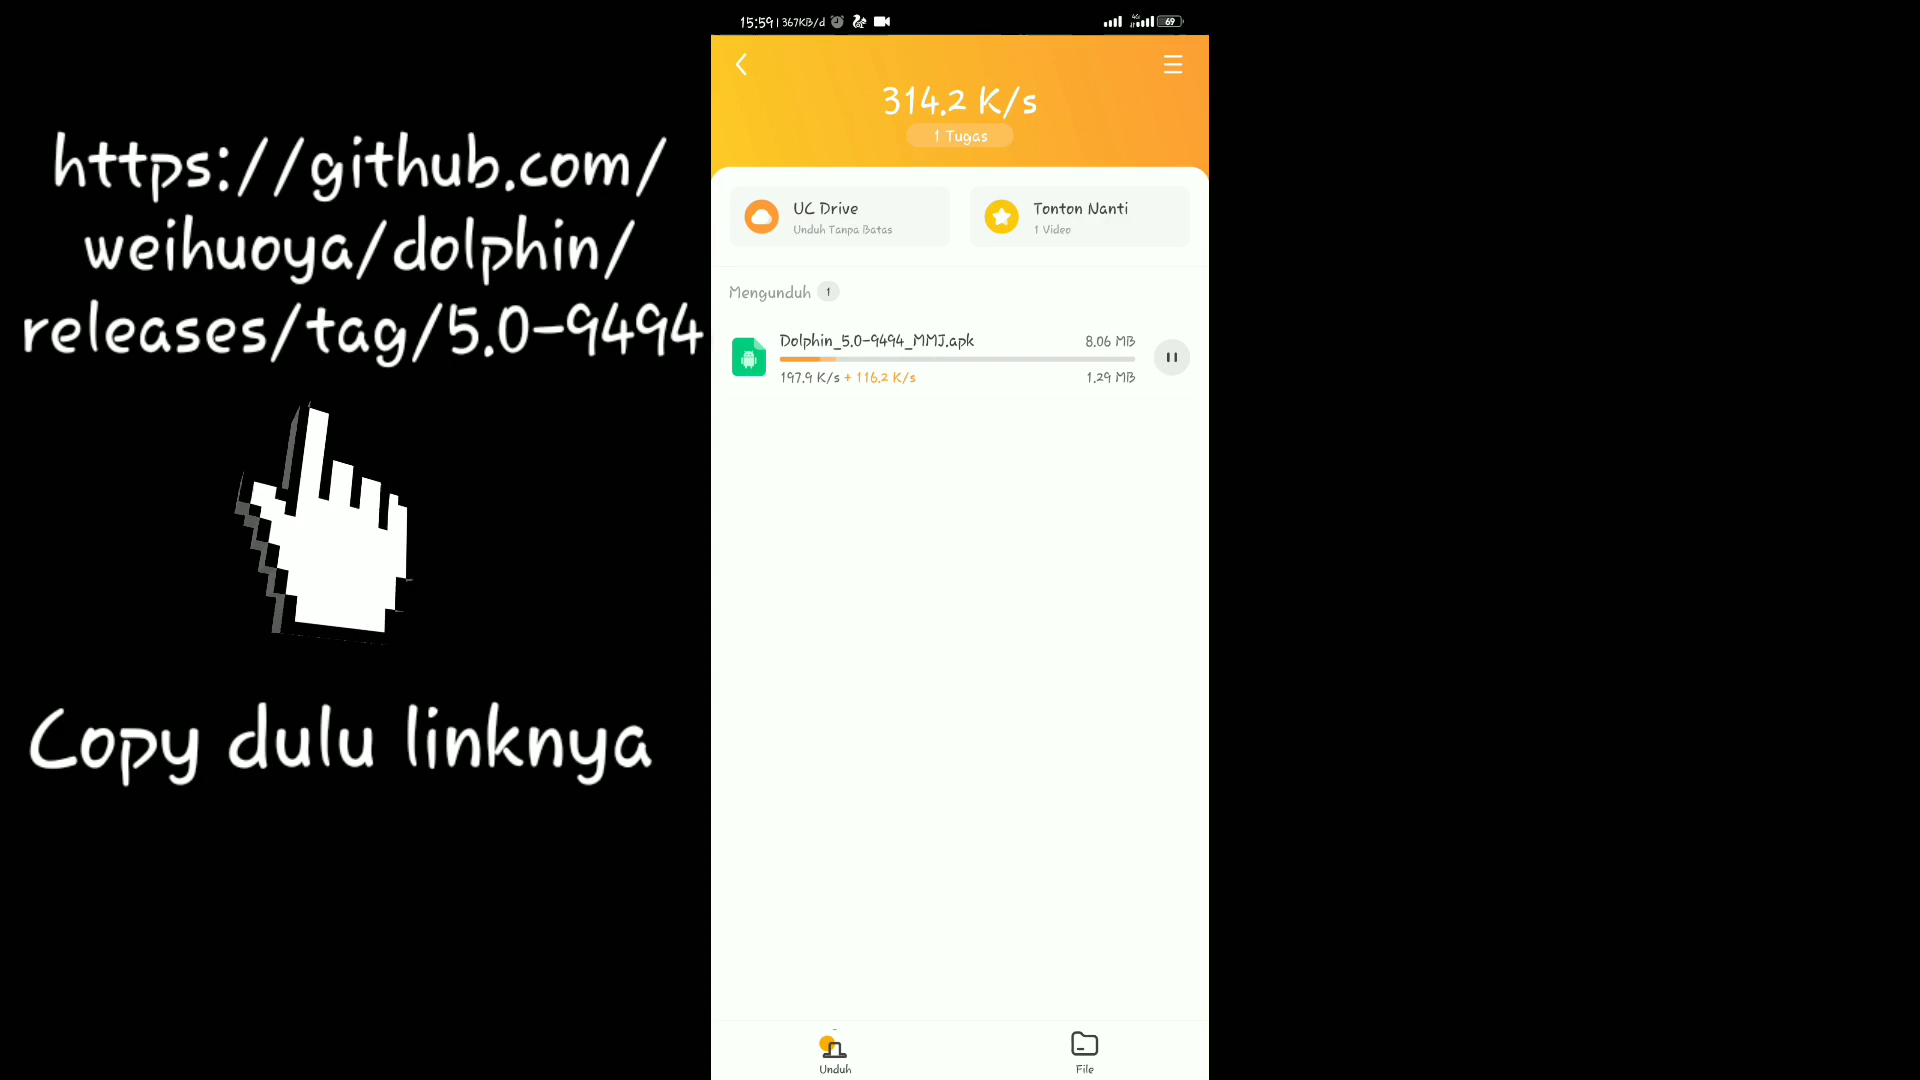 https://github.com/
weihuoya/dolphin/
releases/tag/5.0-9494
Copy dulu linknya
15:59 | 367KB/d
4G
69
314.2 K/s
1 Tugas
UC Drive
Unduh Tanpa Batas
Tonton Nanti
1 Video
Mengunduh 1
Dolphin_5.0-9494_MMJ.apk 8.06 MB
197.9 K/s + 116.2 K/s 1.29 MB
Unduh
File